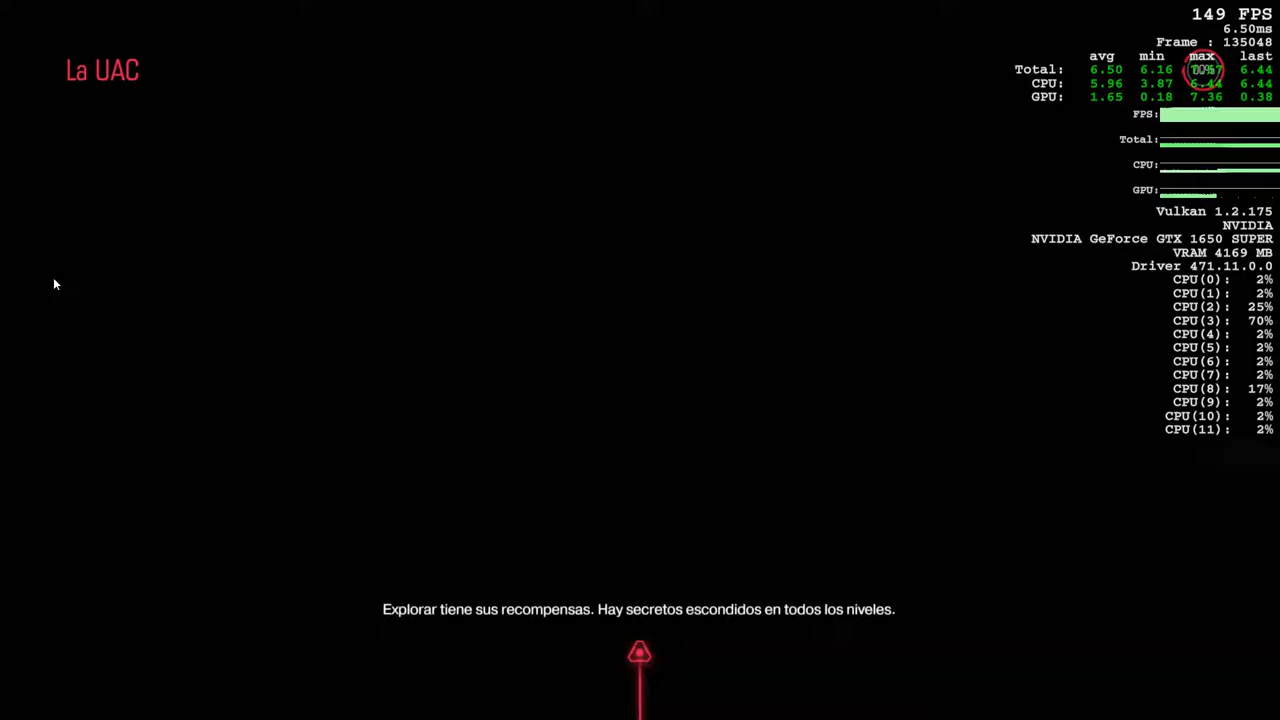 149 FPS
6.50ms
Frame : 135048
La UAC
avg min max last
Total: 6.50 6.16 7.57 6.44
CPU: 5.96 3.87 6.44 6.44
GPU: 1.65 0.18 7.36 0.38
FPS:
Total:
CPU:
GPU:
Vulkan 1.2.175
NVIDIA
NVIDIA GeForce GTX 1650 SUPER
VRAM 4169 MB
Driver 471.11.0.0
CPU(0): 2%
CPU(1): 2%
CPU(2): 25%
CPU(3): 70%
CPU(4): 2%
CPU(5): 2%
CPU(6): 2%
CPU(7): 2%
CPU(8): 17%
CPU(9): 2%
CPU(10): 2%
CPU(11): 2%
Explorar tiene sus recompensas. Hay secretos escondidos en todos los niveles.